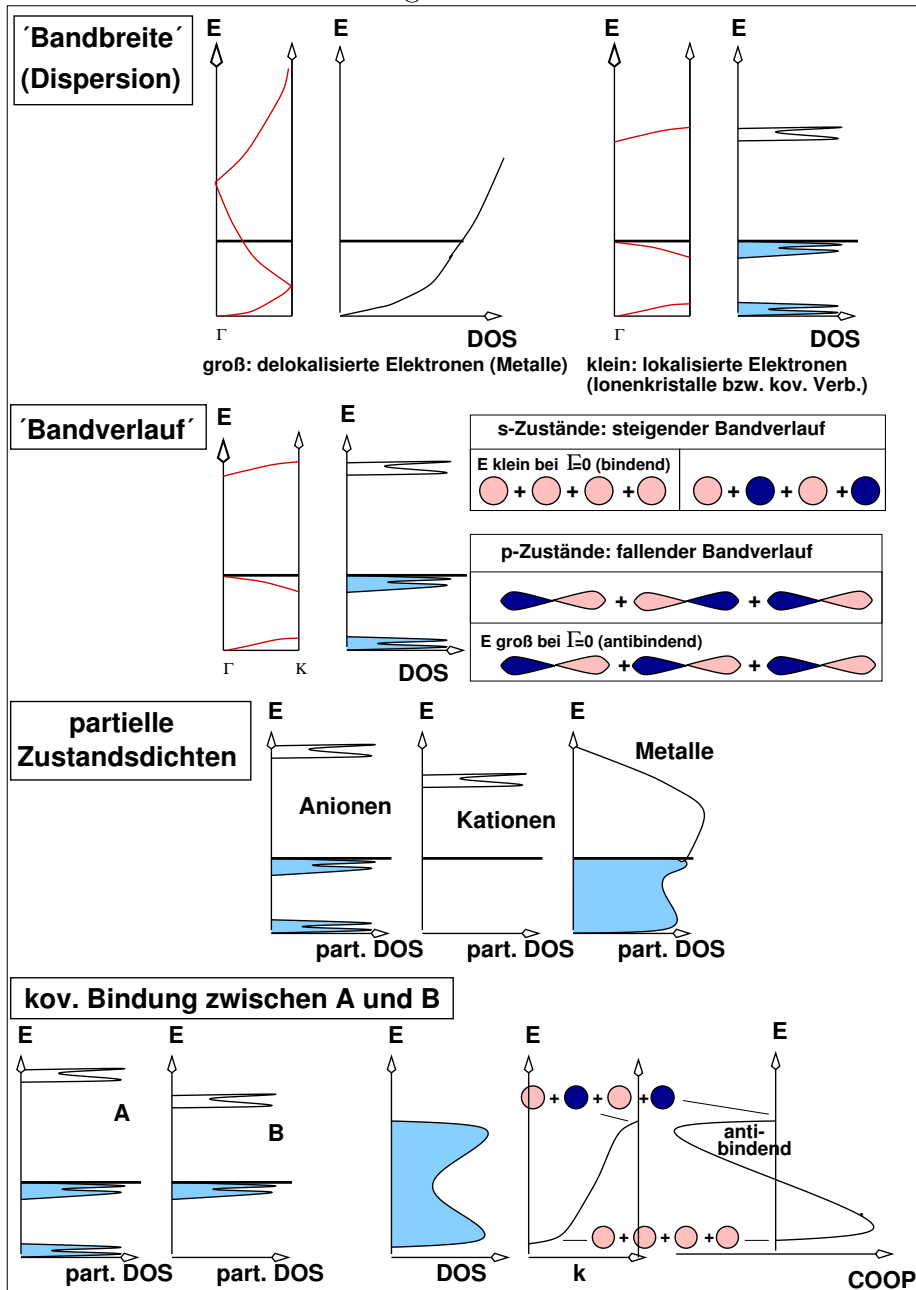 ´Bandbreite´
(Dispersion)
E
E
E
E
Γ
DOS
Γ
DOS
groß: delokalisierte Elektronen (Metalle)
klein: lokalisierte Elektronen
(Ionenkristalle bzw. kov. Verb.)
´Bandverlauf´
E
E
Γ
K
DOS
s-Zustände: steigender Bandverlauf
E klein bei Γ=0 (bindend)
+ + +
+ + +
p-Zustände: fallender Bandverlauf
+ +
E groß bei Γ=0 (antibindend)
+ +
partielle
Zustandsdichten
E
E
E
Anionen
Kationen
Metalle
part. DOS
part. DOS
part. DOS
kov. Bindung zwischen A und B
E
E
E
E
E
A
B
+ + +
anti-
bindend
+ + +
part. DOS
part. DOS
DOS
k
COOP